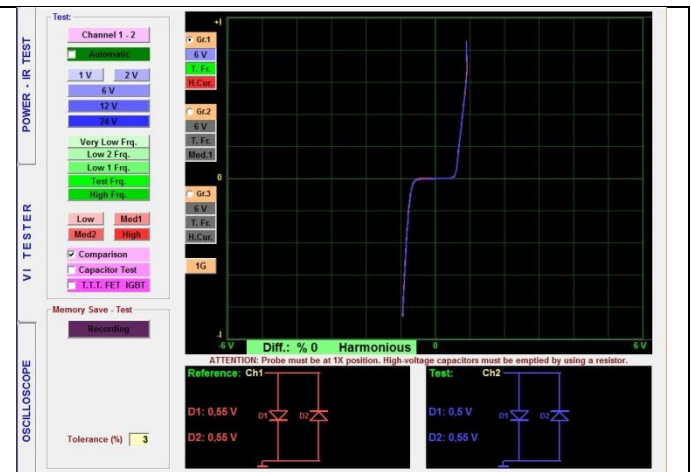 POWER - IR TEST
VI TESTER
OSCILLOSCOPE
Test:
Channel 1 - 2
Automatic
1 V
2 V
6 V
12 V
24 V
Very Low Frq.
Low 2 Frq.
Low 1 Frq.
Test Frq.
High Frq.
Low
Med1
Med2
High
Comparison
Capacitor Test
T.T.T. FET IGBT
Memory Save - Test
Recording
Tolerance (%) 3
+I
Gr.1
6 V
T. Fr.
H.Cur.
Gr.2
6 V
T. Fr.
Med.1
0
Gr.3
6 V
T. Fr.
H.Cur.
1G
-I
-6 V
Diff.: % 0 Harmonious
0
6 V
ATTENTION: Probe must be at 1X position. High-voltage capacitors must be emptied by using a resistor.
Reference: Ch1
D1: 0,55 V
D1
D2
D2: 0,55 V
Test: Ch2
D1: 0,5 V
D1
D2
D2: 0,55 V